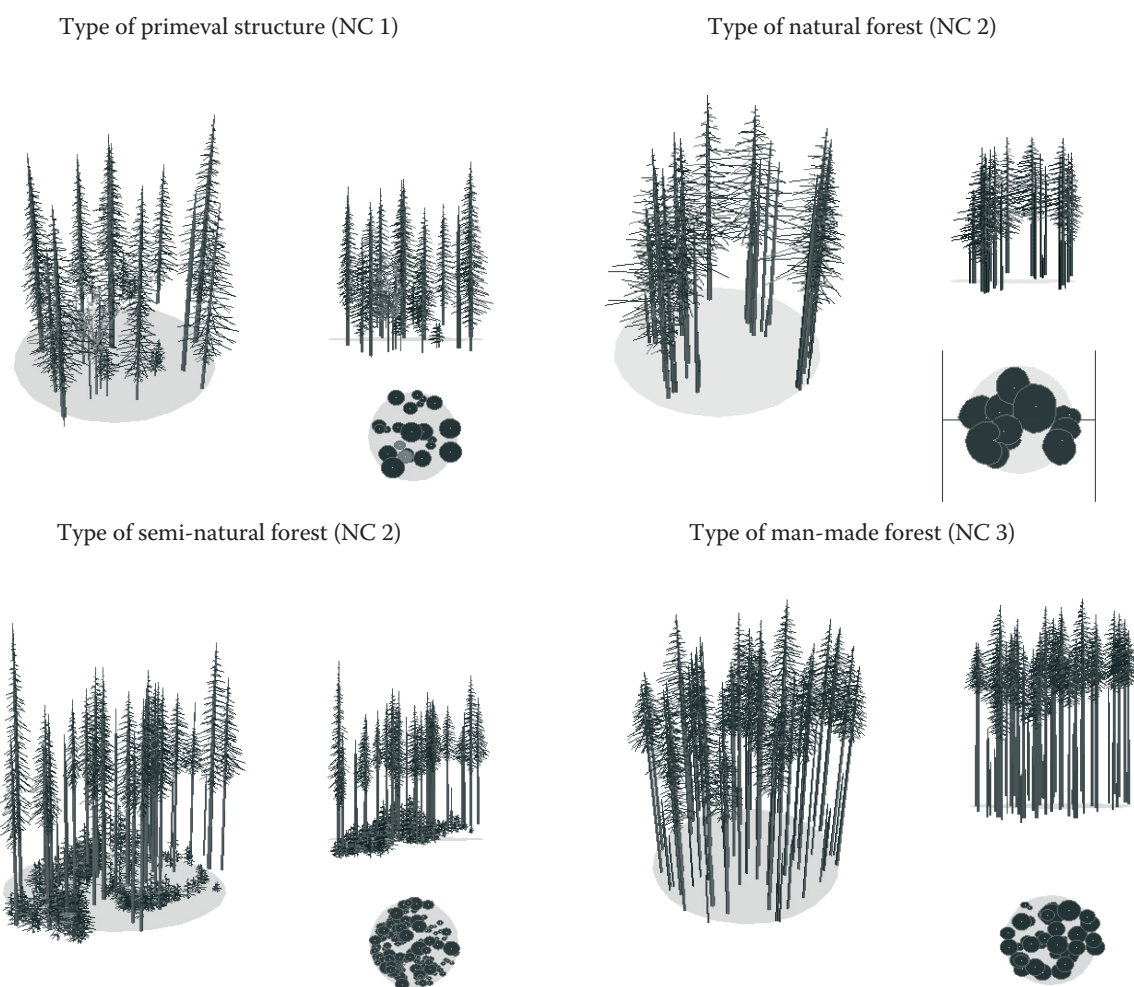 Type of primeval structure (NC 1)
Type of natural forest (NC 2)
Type of semi-natural forest (NC 2)
Type of man-made forest (NC 3)